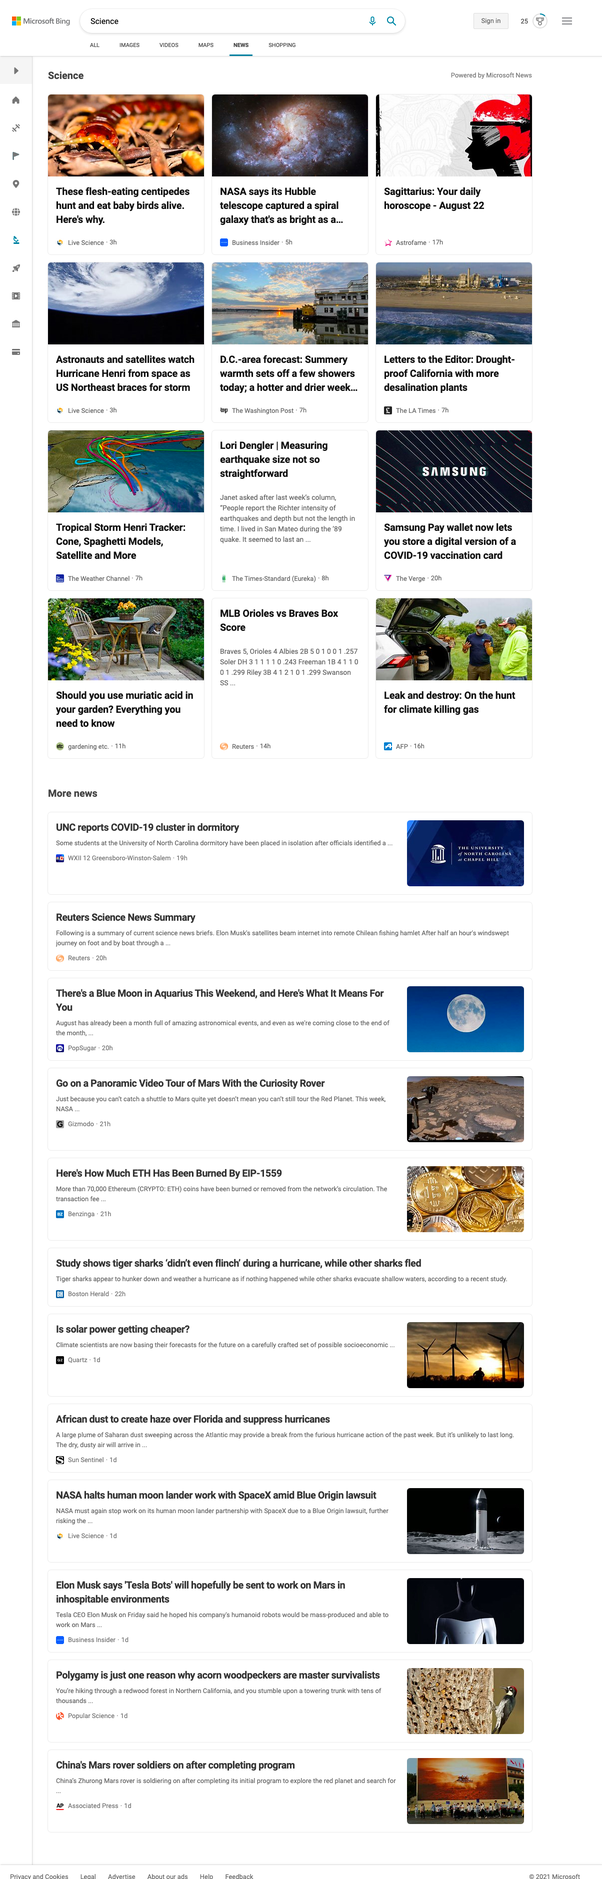 Microsoft Bing
Science
Sign in
25
ALL
IMAGES
VIDEOS
MAPS
NEWS
SHOPPING
Science
Powered by Microsoft News
These flesh-eating centipedes
hunt and eat baby birds alive.
Here's why.
Live Science · 3h
NASA says its Hubble
telescope captured a spiral
galaxy that's as bright as a...
Business Insider · 5h
Sagittarius: Your daily
horoscope - August 22
Astrofame · 17h
Astronauts and satellites watch
Hurricane Henri from space as
US Northeast braces for storm
Live Science · 3h
D.C.-area forecast: Summery
warmth sets off a few showers
today; a hotter and drier week...
wp The Washington Post · 7h
Letters to the Editor: Drought-
proof California with more
desalination plants
The LA Times · 7h
Tropical Storm Henri Tracker:
Cone, Spaghetti Models,
Satellite and More
The Weather Channel · 7h
Lori Dengler | Measuring
earthquake size not so
straightforward
Janet asked after last week's column,
"People report the Richter intensity of
earthquakes and depth but not the length in
time. I lived in San Mateo during the '89
quake. It seemed to last an ...
The Times-Standard (Eureka) · 8h
SAMSUNG
Samsung Pay wallet now lets
you store a digital version of a
COVID-19 vaccination card
The Verge · 20h
Should you use muriatic acid in
your garden? Everything you
need to know
gardening etc. · 11h
MLB Orioles vs Braves Box
Score
Braves 5, Orioles 4 Albies 2B 5 0 1 0 0 1 .257
Soler DH 3 1 1 1 1 0 .243 Freeman 1B 4 1 1 0
0 1 .299 Riley 3B 4 1 2 1 0 1 .299 Swanson
SS ...
Reuters · 14h
Leak and destroy: On the hunt
for climate killing gas
AFP · 16h
More news
UNC reports COVID-19 cluster in dormitory
Some students at the University of North Carolina dormitory have been placed in isolation after officials identified a ...
WXII 12 Greensboro-Winston-Salem · 19h
THE UNIVERSITY
of NORTH CAROLINA
at CHAPEL HILL
Reuters Science News Summary
Following is a summary of current science news briefs. Elon Musk's satellites beam internet into remote Chilean fishing hamlet After half an hour's windswept
journey on foot and by boat through a ...
Reuters · 20h
There's a Blue Moon in Aquarius This Weekend, and Here's What It Means For
You
August has already been a month full of amazing astronomical events, and even as we're coming close to the end of
the month, ...
PopSugar · 20h
Go on a Panoramic Video Tour of Mars With the Curiosity Rover
Just because you can't catch a shuttle to Mars quite yet doesn't mean you can't still tour the Red Planet. This week,
NASA ...
G Gizmodo · 21h
Here's How Much ETH Has Been Burned By EIP-1559
More than 70,000 Ethereum (CRYPTO: ETH) coins have been burned or removed from the network's circulation. The
transaction fee ...
Benzinga · 21h
Study shows tiger sharks 'didn't even flinch' during a hurricane, while other sharks fled
Tiger sharks appear to hunker down and weather a hurricane as if nothing happened while other sharks evacuate shallow waters, according to a recent study.
Boston Herald · 22h
Is solar power getting cheaper?
Climate scientists are now basing their forecasts for the future on a carefully crafted set of possible socioeconomic ...
Quartz · 1d
African dust to create haze over Florida and suppress hurricanes
A large plume of Saharan dust sweeping across the Atlantic may provide a break from the furious hurricane action of the past week. But it's unlikely to last long.
The dry, dusty air will arrive in ...
Sun Sentinel · 1d
NASA halts human moon lander work with SpaceX amid Blue Origin lawsuit
NASA must again stop work on its human moon lander partnership with SpaceX due to a Blue Origin lawsuit, further
risking the ...
Live Science · 1d
Elon Musk says 'Tesla Bots' will hopefully be sent to work on Mars in
inhospitable environments
Tesla CEO Elon Musk on Friday said he hoped his company's humanoid robots would be mass-produced and able to
work on Mars ...
Business Insider · 1d
Polygamy is just one reason why acorn woodpeckers are master survivalists
You're hiking through a redwood forest in Northern California, and you stumble upon a towering trunk with tens of
thousands ...
Popular Science · 1d
China's Mars rover soldiers on after completing program
China's Zhurong Mars rover is soldiering on after completing its initial program to explore the red planet and search for
...
AP Associated Press · 1d
Privacy and Cookies
Legal
Advertise
About our ads
Help
Feedback
© 2021 Microsoft